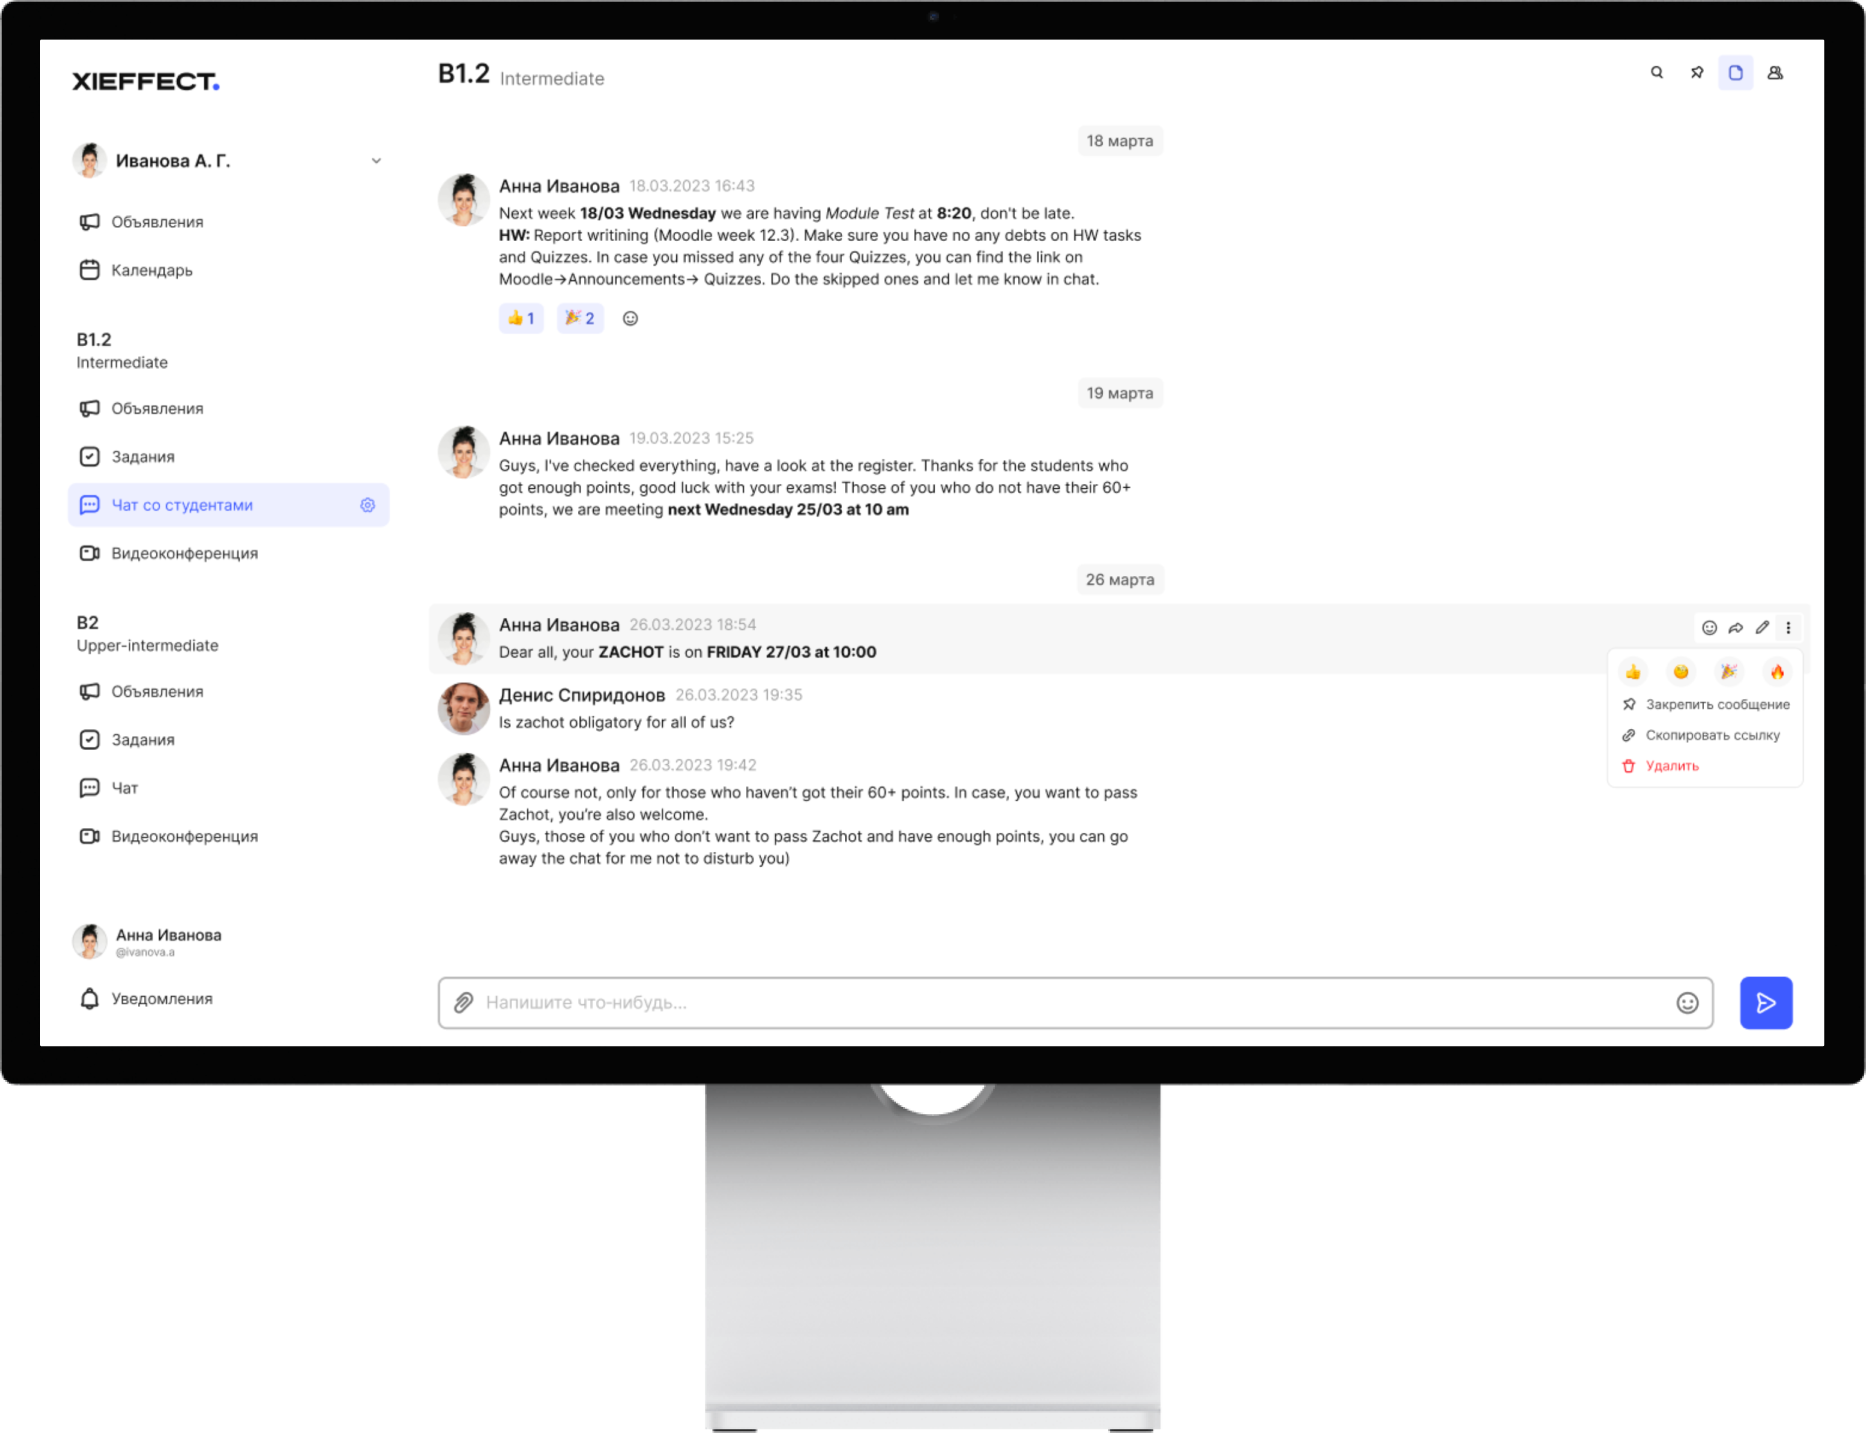 XIEFFECT.
Иванова А. Г.
Объявления
Календарь
B1.2
Intermediate
Объявления
Задания
Чат со студентами
Видеоконференция
B2
Upper-intermediate
Объявления
Задания
Чат
Видеоконференция
Анна Иванова
@ivanova.a
Уведомления
B1.2 Intermediate
18 марта
Анна Иванова 18.03.2023 16:43
Next week 18/03 Wednesday we are having Module Test at 8:20, don't be late.
HW: Report writining (Moodle week 12.3). Make sure you have no any debts on HW tasks
and Quizzes. In case you missed any of the four Quizzes, you can find the link on
Moodle→Announcements→ Quizzes. Do the skipped ones and let me know in chat.
👍 1 🎉 2
19 марта
Анна Иванова 19.03.2023 15:25
Guys, I've checked everything, have a look at the register. Thanks for the students who
got enough points, good luck with your exams! Those of you who do not have their 60+
points, we are meeting next Wednesday 25/03 at 10 am
26 марта
Анна Иванова 26.03.2023 18:54
Dear all, your ZACHOT is on FRIDAY 27/03 at 10:00
Денис Спиридонов 26.03.2023 19:35
Is zachot obligatory for all of us?
Анна Иванова 26.03.2023 19:42
Of course not, only for those who haven't got their 60+ points. In case, you want to pass
Zachot, you're also welcome.
Guys, those of you who don't want to pass Zachot and have enough points, you can go
away the chat for me not to disturb you)
Закрепить сообщение
Скопировать ссылку
Удалить
Напишите что-нибудь...